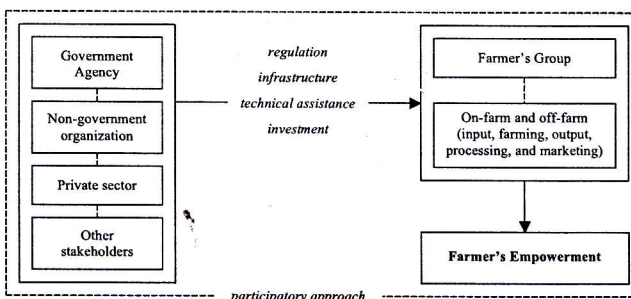 Government
Agency
Non-government
organization
Private sector
Other
stakeholders
regulation
infrastructure
technical assistance
investment
Farmer's Group
On-farm and off-farm
(input, farming, output,
processing, and marketing)
Farmer's Empowerment
participatory approach